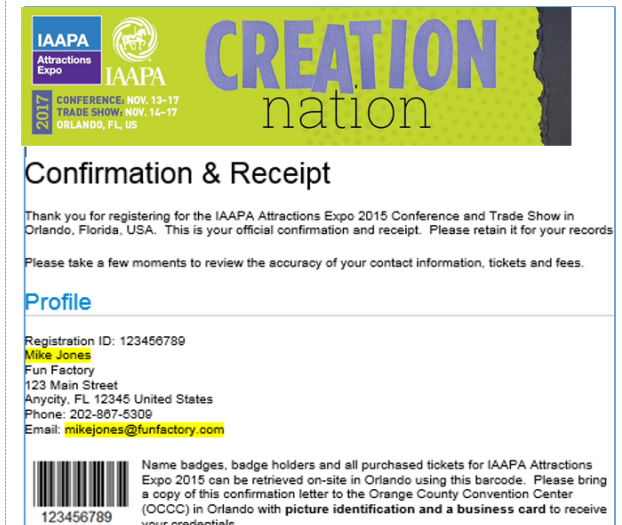 IAAPA
Attractions
Expo
IAAPA
CREATION
nation
2017
CONFERENCE: NOV. 13-17
TRADE SHOW: NOV. 14-17
ORLANDO, FL, US
Confirmation & Receipt
Thank you for registering for the IAAPA Attractions Expo 2015 Conference and Trade Show in
Orlando, Florida, USA. This is your official confirmation and receipt. Please retain it for your records
Please take a few moments to review the accuracy of your contact information, tickets and fees.
Profile
Registration ID: 123456789
Mike Jones
Fun Factory
123 Main Street
Anycity, FL 12345 United States
Phone: 202-867-5309
Email: mikejones@funfactory.com
Name badges, badge holders and all purchased tickets for IAAPA Attractions
Expo 2015 can be retrieved on-site in Orlando using this barcode. Please bring
a copy of this confirmation letter to the Orange County Convention Center
(OCCC) in Orlando with picture identification and a business card to receive
your credentials
123456789